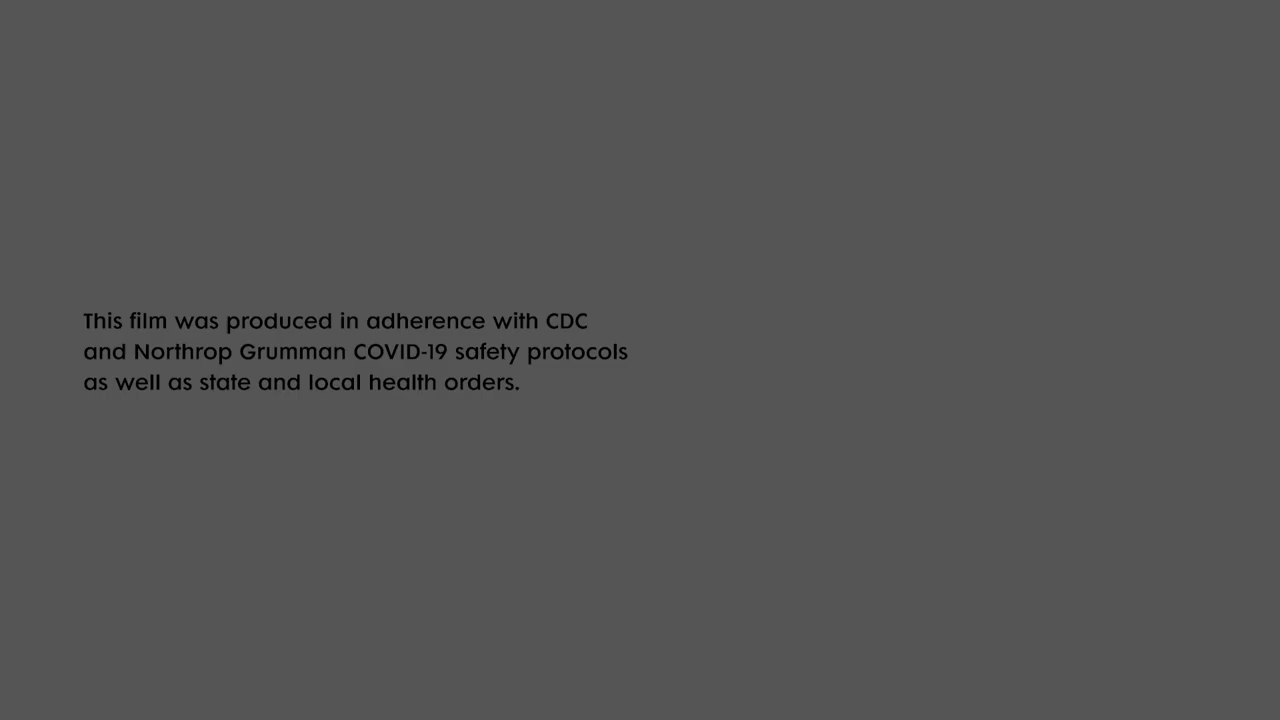 This film was produced in adherence with CDC
and Northrop Grumman COVID-19 safety protocols
as well as state and local health orders.